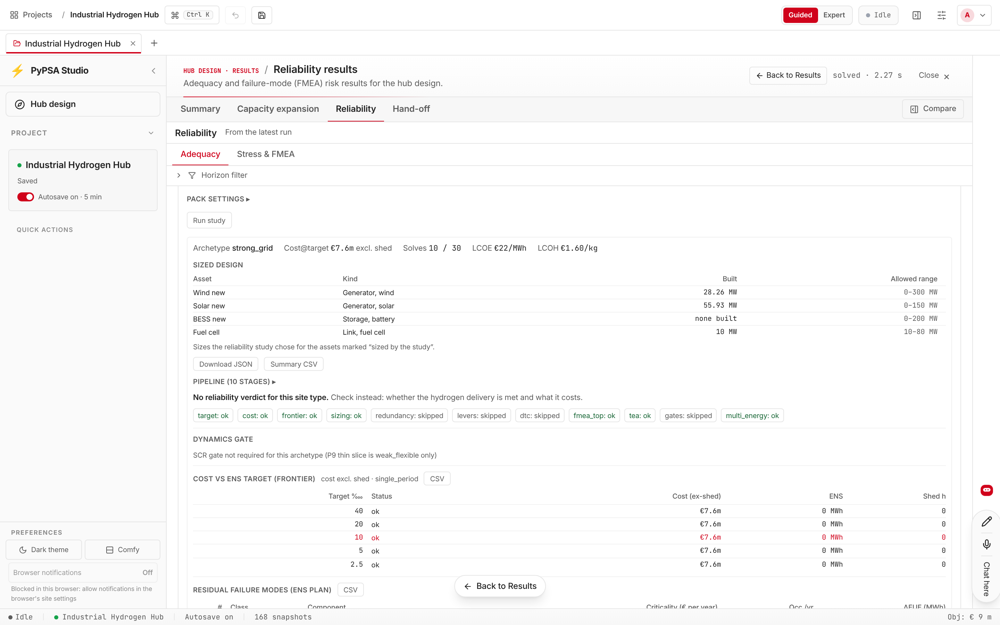 Projects / Industrial Hydrogen Hub ⌘ Ctrl K Guided Expert Idle A
Industrial Hydrogen Hub × +
PyPSA Studio
Hub design
PROJECT
Industrial Hydrogen Hub
Saved
Autosave on · 5 min
QUICK ACTIONS
PREFERENCES
Dark theme Comfy
Browser notifications Off
Blocked in this browser: allow notifications in the
browser's site settings
HUB DESIGN · RESULTS / Reliability results
Adequacy and failure-mode (FMEA) risk results for the hub design.
← Back to Results solved · 2.27 s Close ×
Summary Capacity expansion Reliability Hand-off Compare
Reliability From the latest run
Adequacy Stress & FMEA
Horizon filter
PACK SETTINGS ▸
Run study
Archetype strong_grid Cost@target €7.6m excl. shed Solves 10 / 30 LCOE €22/MWh LCOH €1.60/kg
SIZED DESIGN
Asset Kind Built Allowed range
Wind new Generator, wind 28.26 MW 0–300 MW
Solar new Generator, solar 55.93 MW 0–150 MW
BESS new Storage, battery none built 0–200 MW
Fuel cell Link, fuel cell 10 MW 10–80 MW
Sizes the reliability study chose for the assets marked “sized by the study”.
Download JSON Summary CSV
PIPELINE (10 STAGES) ▸
No reliability verdict for this site type. Check instead: whether the hydrogen delivery is met and what it costs.
target: ok cost: ok frontier: ok sizing: ok redundancy: skipped levers: skipped dtc: skipped fmea_top: ok tea: ok gates: skipped multi_energy: ok
DYNAMICS GATE
SCR gate not required for this archetype (P9 thin slice is weak_flexible only)
COST VS ENS TARGET (FRONTIER) cost excl. shed · single_period CSV
Target ‱ Status Cost (ex-shed) ENS Shed h
40 ok €7.6m 0 MWh 0
20 ok €7.6m 0 MWh 0
10 ok €7.6m 0 MWh 0
5 ok €7.6m 0 MWh 0
2.5 ok €7.6m 0 MWh 0
RESIDUAL FAILURE MODES (ENS PLAN) CSV
← Back to Results
# Class Component Criticality (€ per year) Occ /yr AEUE (MWh)
Chat here
Idle Industrial Hydrogen Hub Autosave on 168 snapshots Obj: € 9 m